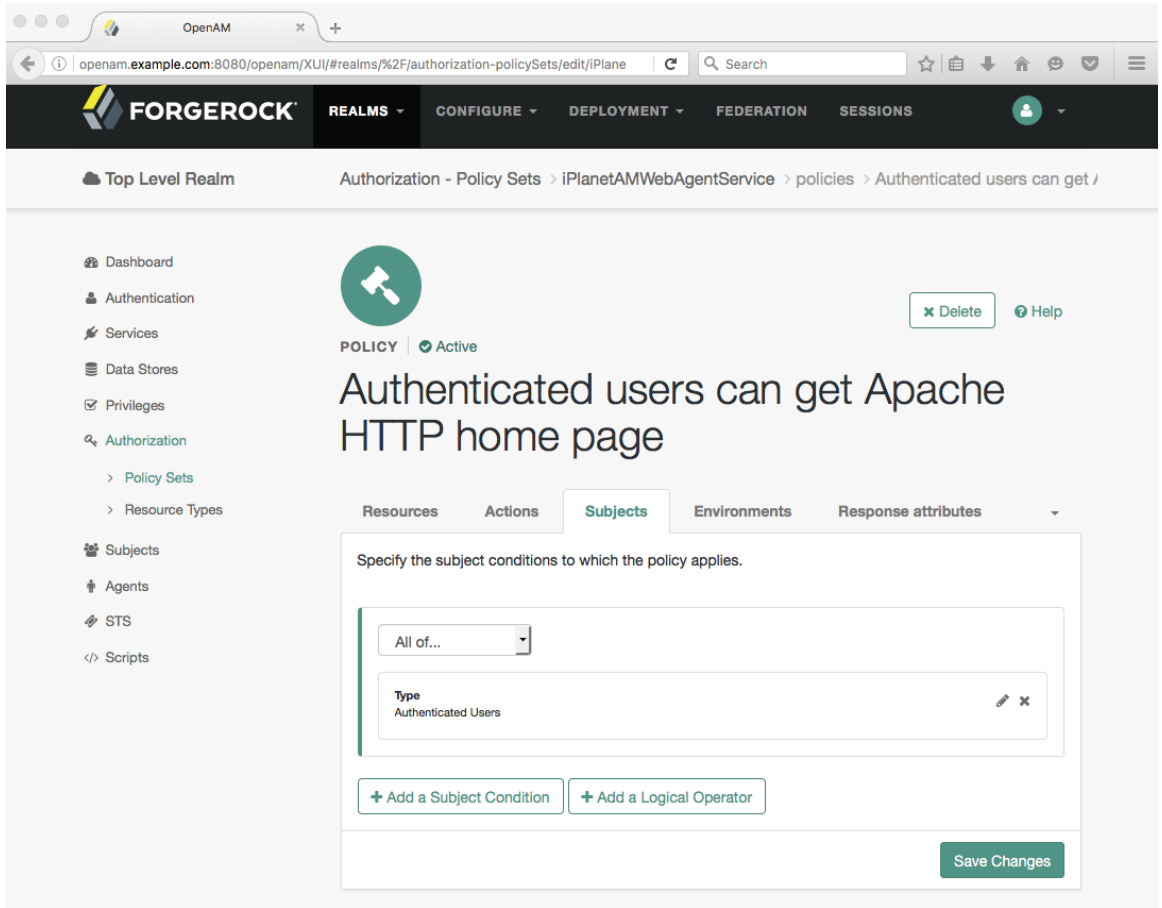 OpenAM
openam.example.com:8080/openam/XUI/#realms/%2F/authorization-policySets/edit/iPlane
Search
FORGEROCK
REALMS CONFIGURE DEPLOYMENT FEDERATION SESSIONS
Top Level Realm
Authorization - Policy Sets > iPlanetAMWebAgentService > policies > Authenticated users can get
Dashboard
Authentication
Services
Data Stores
Privileges
Authorization
> Policy Sets
> Resource Types
Subjects
Agents
STS
</> Scripts
Delete
Help
POLICY Active
Authenticated users can get Apache
HTTP home page
Resources Actions Subjects Environments Response attributes
Specify the subject conditions to which the policy applies.
All of...
Type
Authenticated Users
+ Add a Subject Condition
+ Add a Logical Operator
Save Changes